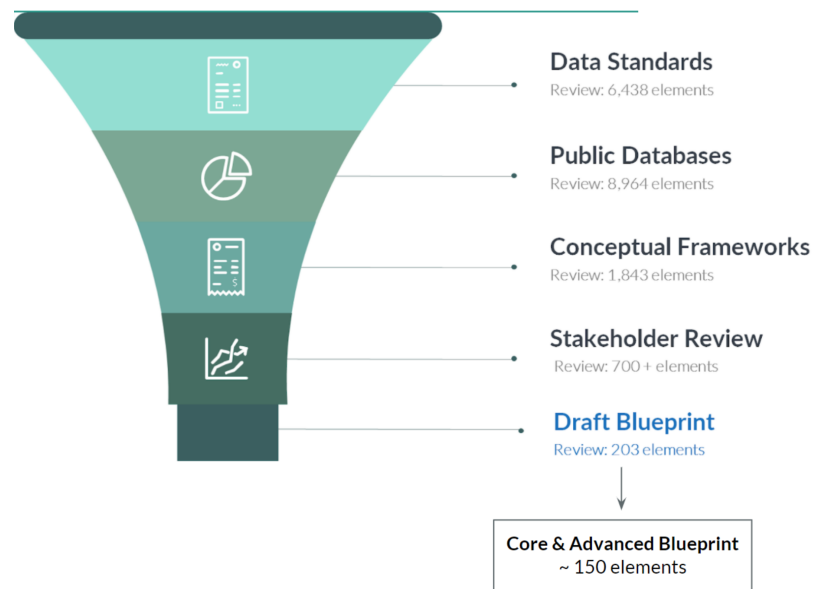 Data Standards
Review: 6,438 elements
Public Databases
Review: 8,964 elements
Conceptual Frameworks
Review: 1,843 elements
Stakeholder Review
Review: 700 + elements
Draft Blueprint
Review: 203 elements
Core & Advanced Blueprint
~ 150 elements